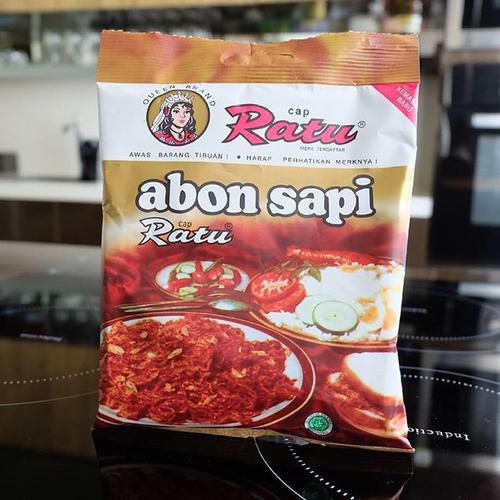 QUEEN BRAND
cap
Ratu®
MERK TERDAFTAR
KEMASAN
BARU
AWAS BARANG TIRUAN! • HARAP PERHATIKAN MERKNYA!
abon sapi
cap
Ratu®
Induction